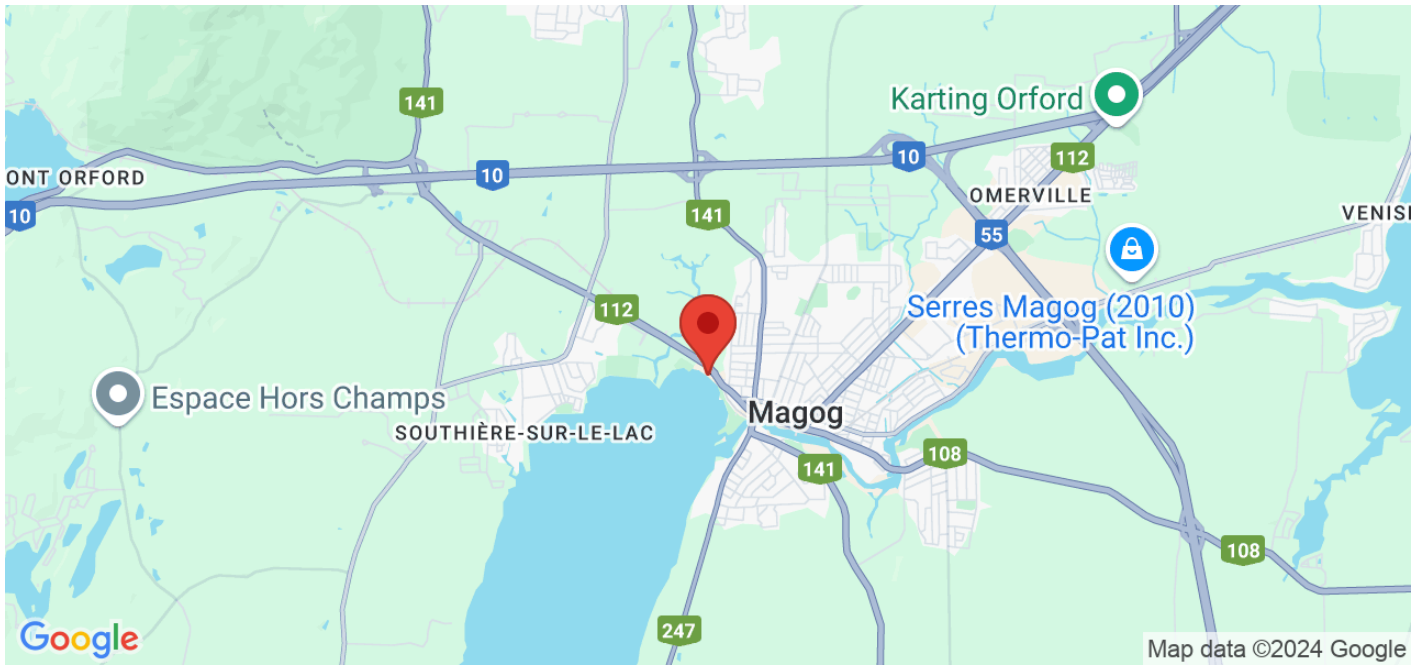 141
Karting Orford
10
112
10
ONT ORFORD
OMERVILLE
10
141
VENIS
55
112
Serres Magog (2010)
(Thermo-Pat Inc.)
Espace Hors Champs
Magog
SOUTHIÈRE-SUR-LE-LAC
108
141
108
247
Google
Map data ©2024 Google